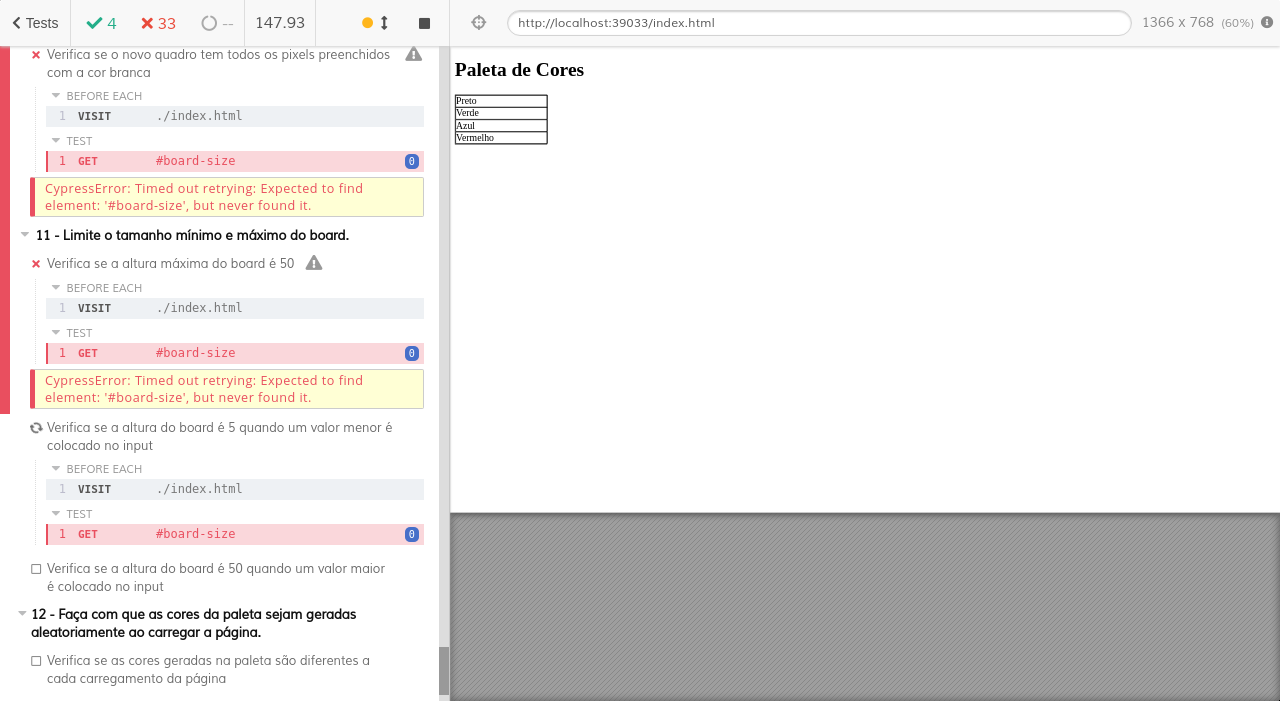 Tests
4
33
--
147.93
http://localhost:39033/index.html
1366 x 768 (60%)
Verifica se o novo quadro tem todos os pixels preenchidos
com a cor branca
BEFORE EACH
1 VISIT ./index.html
TEST
1 GET #board-size 0
CypressError: Timed out retrying: Expected to find
element: '#board-size', but never found it.
11 - Limite o tamanho mínimo e máximo do board.
Verifica se a altura máxima do board é 50
BEFORE EACH
1 VISIT ./index.html
TEST
1 GET #board-size 0
CypressError: Timed out retrying: Expected to find
element: '#board-size', but never found it.
Verifica se a altura do board é 5 quando um valor menor é
colocado no input
BEFORE EACH
1 VISIT ./index.html
TEST
1 GET #board-size 0
Verifica se a altura do board é 50 quando um valor maior
é colocado no input
12 - Faça com que as cores da paleta sejam geradas
aleatoriamente ao carregar a página.
Verifica se as cores geradas na paleta são diferentes a
cada carregamento da página
Paleta de Cores
Preto
Verde
Azul
Vermelho